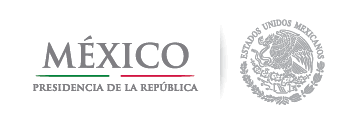 MÉXICO
PRESIDENCIA DE LA REPÚBLICA
ESTADOS UNIDOS MEXICANOS